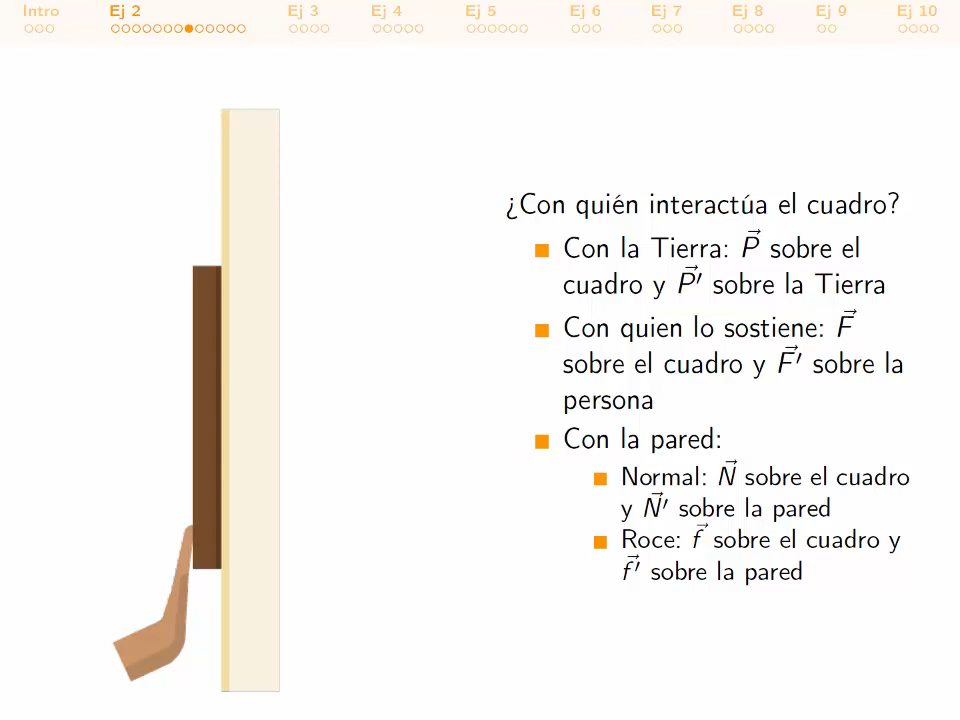 Intro Ej 2 Ej 3 Ej 4 Ej 5 Ej 6 Ej 7 Ej 8 Ej 9 Ej 10
¿Con quién interactúa el cuadro?
Con la Tierra: P⃗ sobre el
cuadro y P⃗′ sobre la Tierra
Con quien lo sostiene: F⃗
sobre el cuadro y F⃗′ sobre la
persona
Con la pared:
Normal: N⃗ sobre el cuadro
y N⃗′ sobre la pared
Roce: f⃗ sobre el cuadro y
f⃗′ sobre la pared